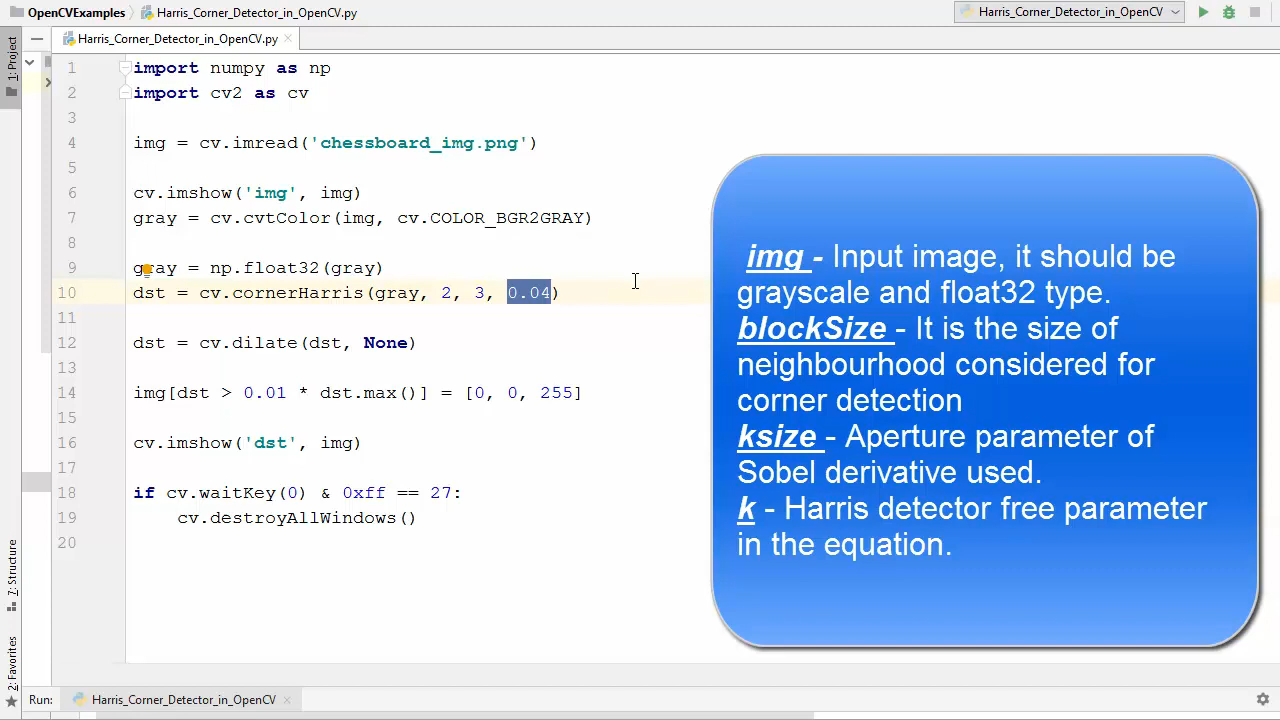 OpenCVExamples Harris_Corner_Detector_in_OpenCV.py
Harris_Corner_Detector_in_OpenCV
Harris_Corner_Detector_in_OpenCV.py
1: Project
1 import numpy as np
2 import cv2 as cv
3
4 img = cv.imread('chessboard_img.png')
5
6 cv.imshow('img', img)
7 gray = cv.cvtColor(img, cv.COLOR_BGR2GRAY)
8
9 gray = np.float32(gray)
10 dst = cv.cornerHarris(gray, 2, 3, 0.04)
11
12 dst = cv.dilate(dst, None)
13
14 img[dst > 0.01 * dst.max()] = [0, 0, 255]
15
16 cv.imshow('dst', img)
17
18 if cv.waitKey(0) & 0xff == 27:
19 cv.destroyAllWindows()
20
img - Input image, it should be
grayscale and float32 type.
blockSize - It is the size of
neighbourhood considered for
corner detection
ksize - Aperture parameter of
Sobel derivative used.
k - Harris detector free parameter
in the equation.
Z: Structure
2: Favorites
Run: Harris_Corner_Detector_in_OpenCV